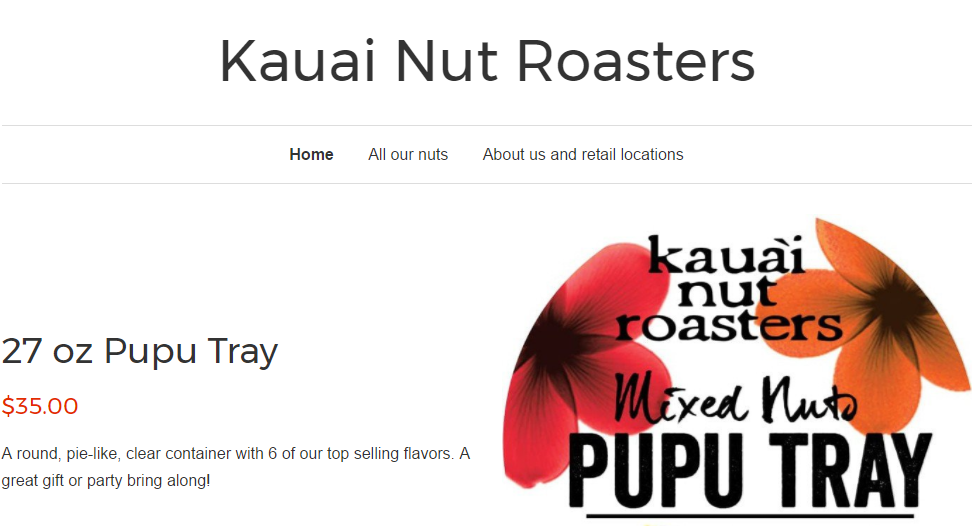 Kauai Nut Roasters
Home All our nuts About us and retail locations
27 oz Pupu Tray
$35.00
A round, pie-like, clear container with 6 of our top selling flavors. A
great gift or party bring along!
kauài
nut
roasters
Mixed Nuts
PUPU TRAY